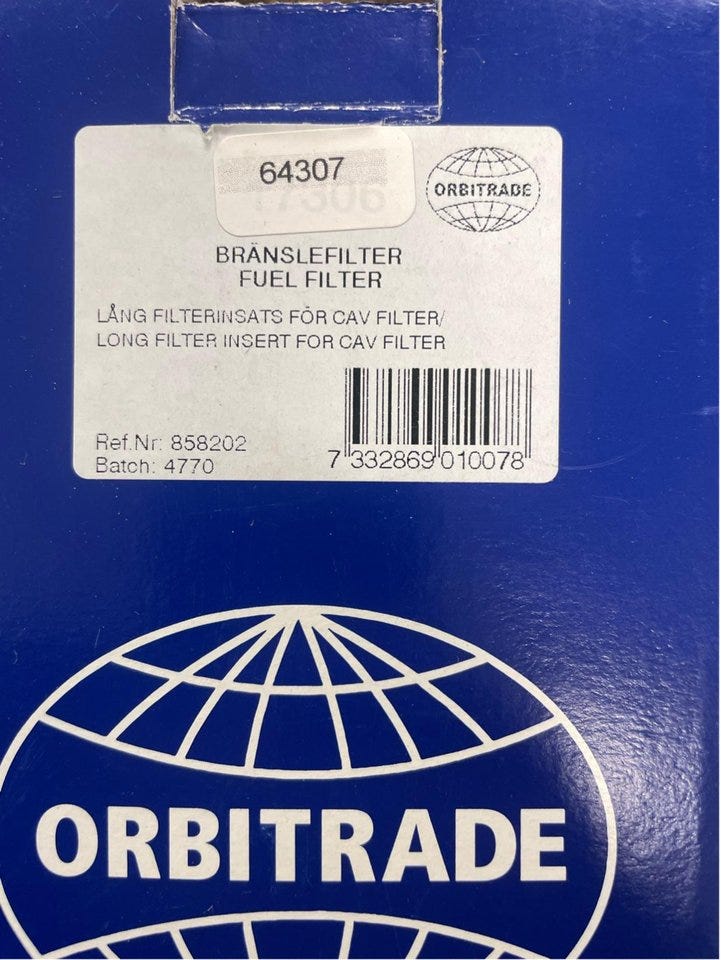 64307
ORBITRADE
BRÄNSLEFILTER
FUEL FILTER
LÅNG FILTERINSATS FÖR CAV FILTER/
LONG FILTER INSERT FOR CAV FILTER
Ref.Nr: 858202
Batch: 4770
7 332869 010078
ORBITRADE